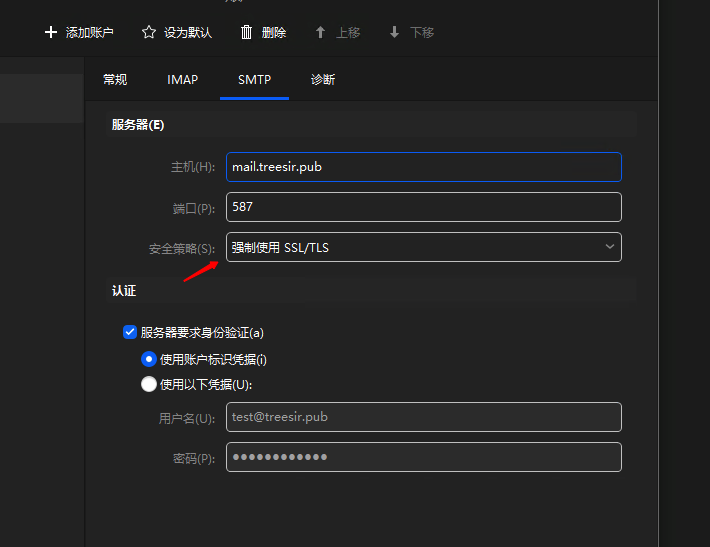 添加账户 设为默认 删除 上移 下移
常规 IMAP SMTP 诊断
服务器(E)
主机(H): mail.treesir.pub
端口(P): 587
安全策略(S): 强制使用 SSL/TLS
认证
服务器要求身份验证(a)
使用账户标识凭据(i)
使用以下凭据(U):
用户名(U): test@treesir.pub
密码(P): ●●●●●●●●●●●●